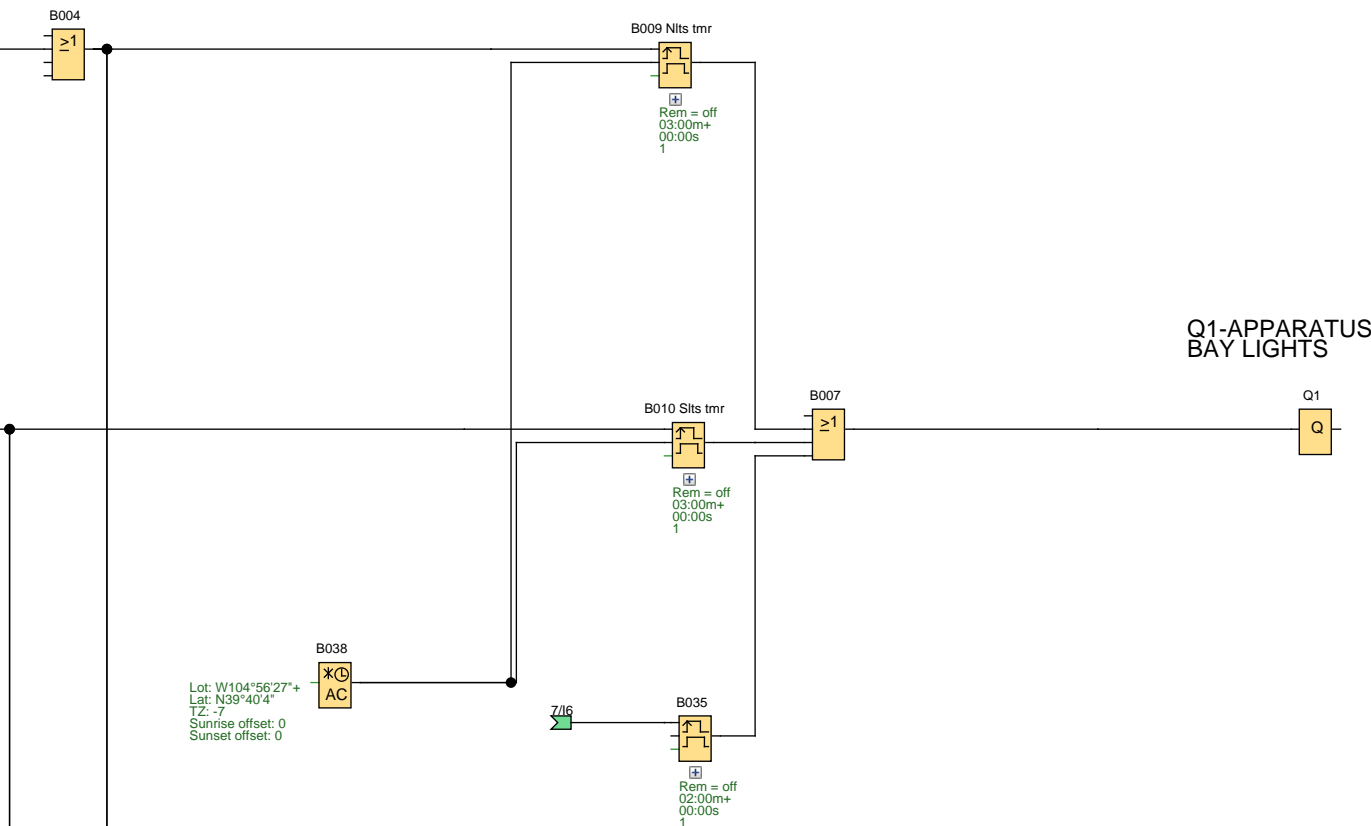 B004
≥1
B009 Nlts tmr
Rem = off
03:00m+
00:00s
1
Q1-APPARATUS
BAY LIGHTS
B010 Slts tmr
Rem = off
03:00m+
00:00s
1
B007
≥1
Q1
Q
B038
AC
Lot: W104°56'27"+
Lat: N39°40'4"
TZ: -7
Sunrise offset: 0
Sunset offset: 0
7/I6
B035
Rem = off
02:00m+
00:00s
1